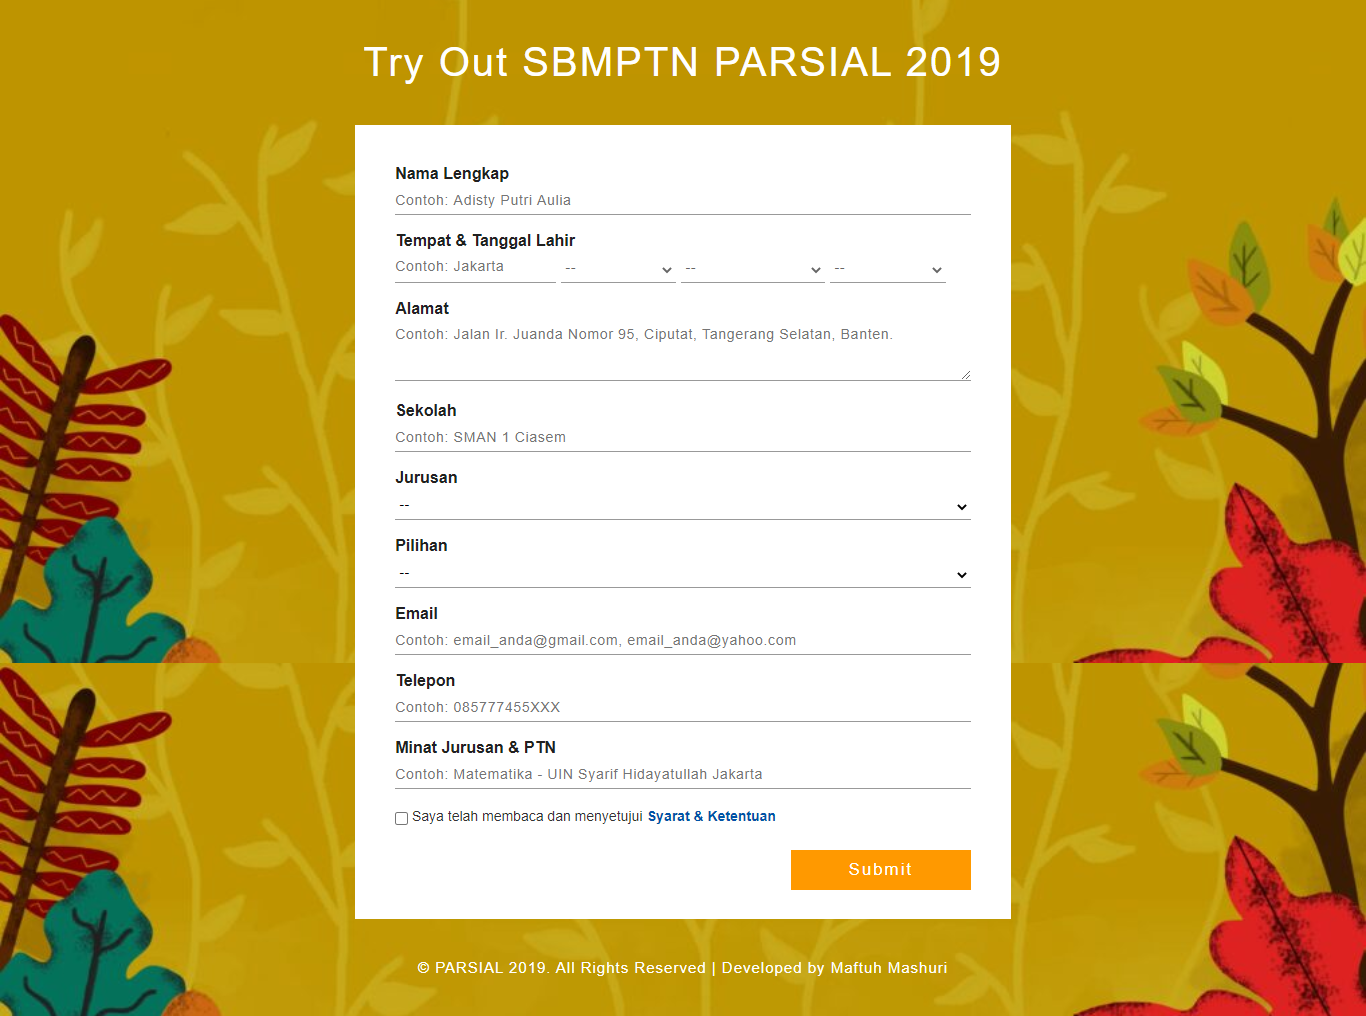 Try Out SBMPTN PARSIAL 2019
Nama Lengkap
Contoh: Adisty Putri Aulia
Tempat & Tanggal Lahir
Contoh: Jakarta -- -- --
Alamat
Contoh: Jalan Ir. Juanda Nomor 95, Ciputat, Tangerang Selatan, Banten.
Sekolah
Contoh: SMAN 1 Ciasem
Jurusan
--
Pilihan
--
Email
Contoh: email_anda@gmail.com, email_anda@yahoo.com
Telepon
Contoh: 085777455XXX
Minat Jurusan & PTN
Contoh: Matematika - UIN Syarif Hidayatullah Jakarta
Saya telah membaca dan menyetujui Syarat & Ketentuan
Submit
© PARSIAL 2019. All Rights Reserved | Developed by Maftuh Mashuri